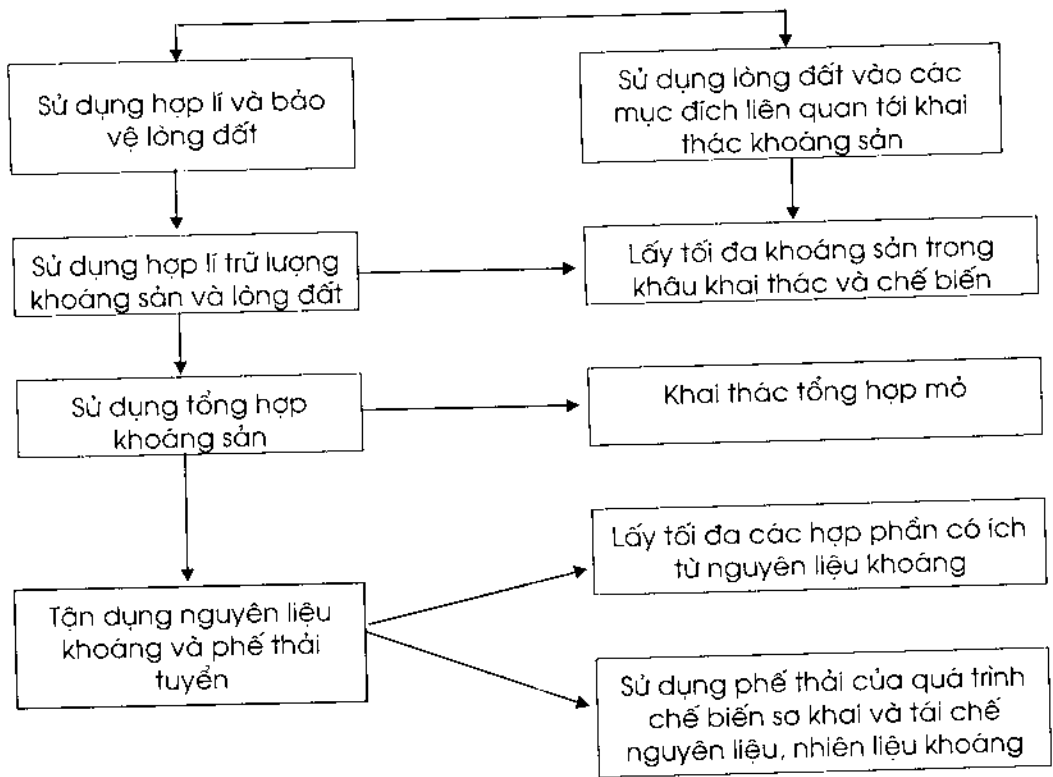 Sử dụng hợp lí và bảo
vệ lòng đất
Sử dụng lòng đất vào các
mục đích liên quan tới khai
thác khoáng sản
Sử dụng hợp lí trữ lượng
khoáng sản và lòng đất
Lấy tối đa khoáng sản trong
khâu khai thác và chế biến
Sử dụng tổng hợp
khoáng sản
Khai thác tổng hợp mỏ
Lấy tối đa các hợp phần có ích
từ nguyên liệu khoáng
Tận dụng nguyên liệu
khoáng và phế thải
tuyển
Sử dụng phế thải của quá trình
chế biến sơ khai và tái chế
nguyên liệu, nhiên liệu khoáng